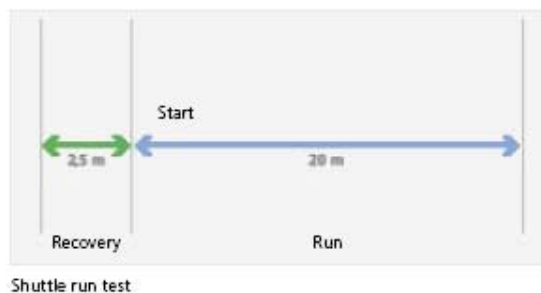 Start
2,5 m
20 m
Recovery
Run
Shuttle run test